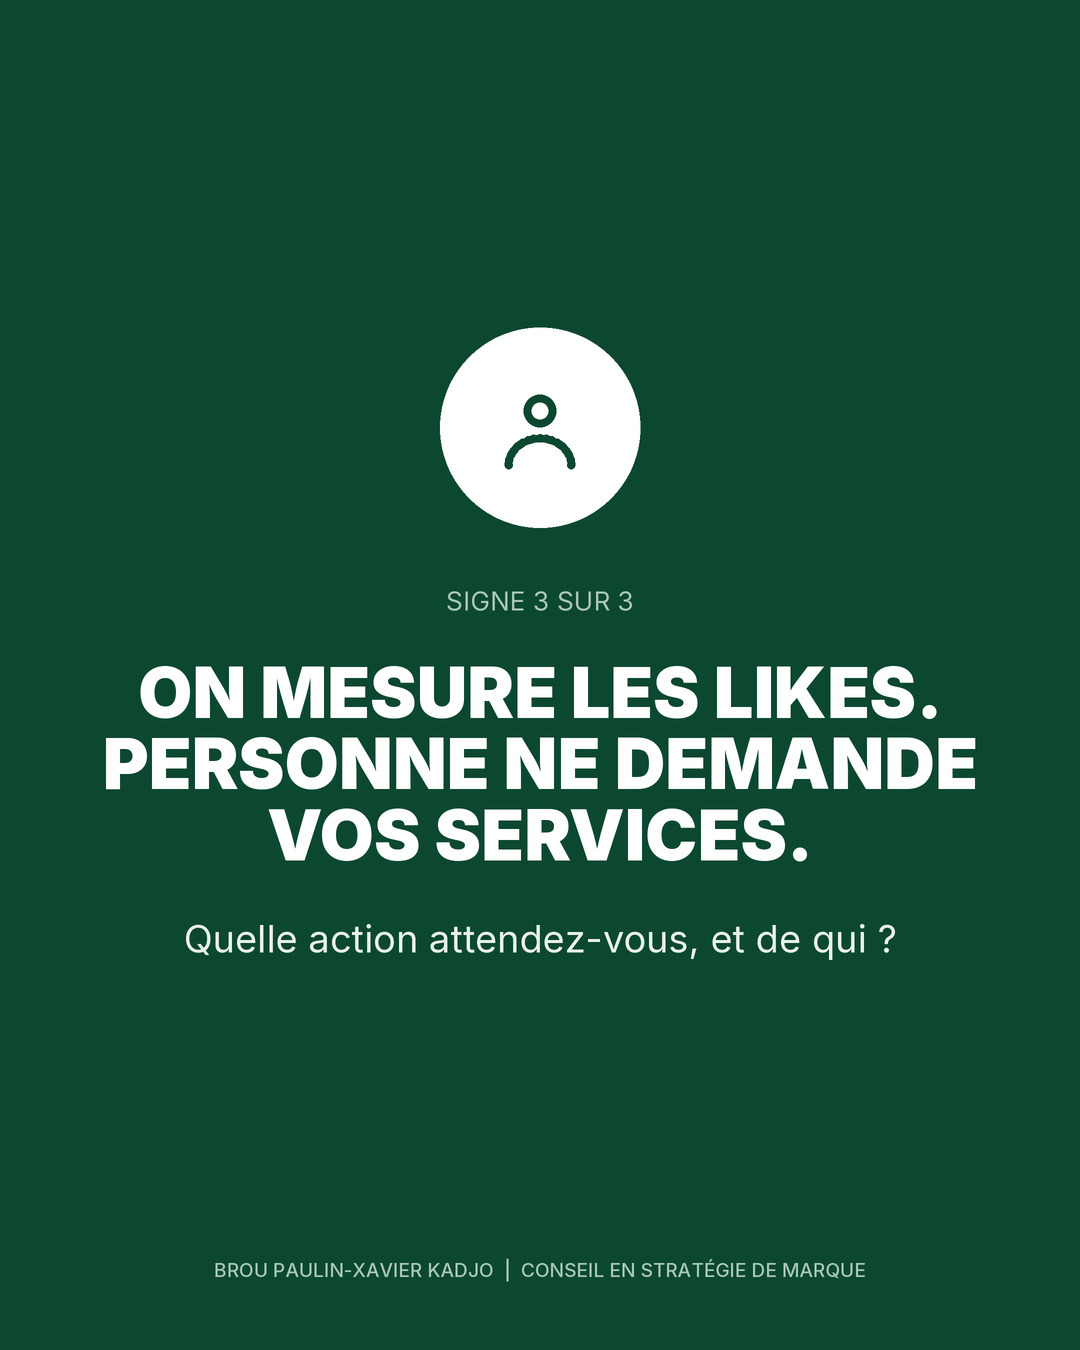 SIGNE 3 SUR 3
ON MESURE LES LIKES.
PERSONNE NE DEMANDE
VOS SERVICES.
Quelle action attendez-vous, et de qui ?
BROU PAULIN-XAVIER KADJO | CONSEIL EN STRATÉGIE DE MARQUE